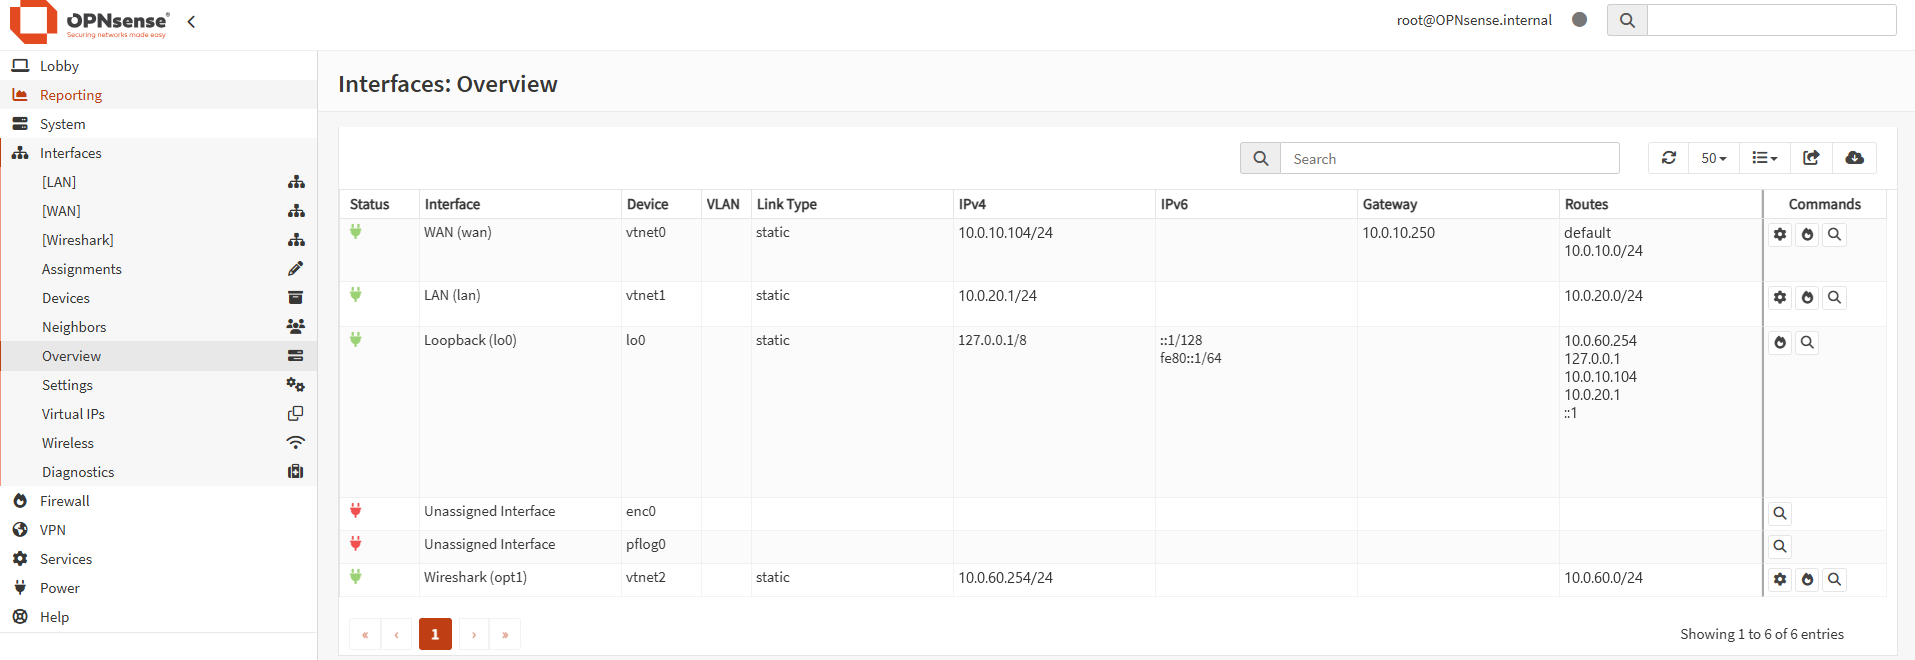 OPNsense®
Securing networks made easy
root@OPNsense.internal
Lobby
Reporting
System
Interfaces
[LAN]
[WAN]
[Wireshark]
Assignments
Devices
Neighbors
Overview
Settings
Virtual IPs
Wireless
Diagnostics
Firewall
VPN
Services
Power
Help
Interfaces: Overview
Search
50
Status Interface Device VLAN Link Type IPv4 IPv6 Gateway Routes Commands
WAN (wan) vtnet0 static 10.0.10.104/24 10.0.10.250 default
10.0.10.0/24
LAN (lan) vtnet1 static 10.0.20.1/24 10.0.20.0/24
Loopback (lo0) lo0 static 127.0.0.1/8 ::1/128 10.0.60.254
fe80::1/64 127.0.0.1
10.0.10.104
10.0.20.1
::1
Unassigned Interface enc0
Unassigned Interface pflog0
Wireshark (opt1) vtnet2 static 10.0.60.254/24 10.0.60.0/24
« ‹ 1 › »
Showing 1 to 6 of 6 entries